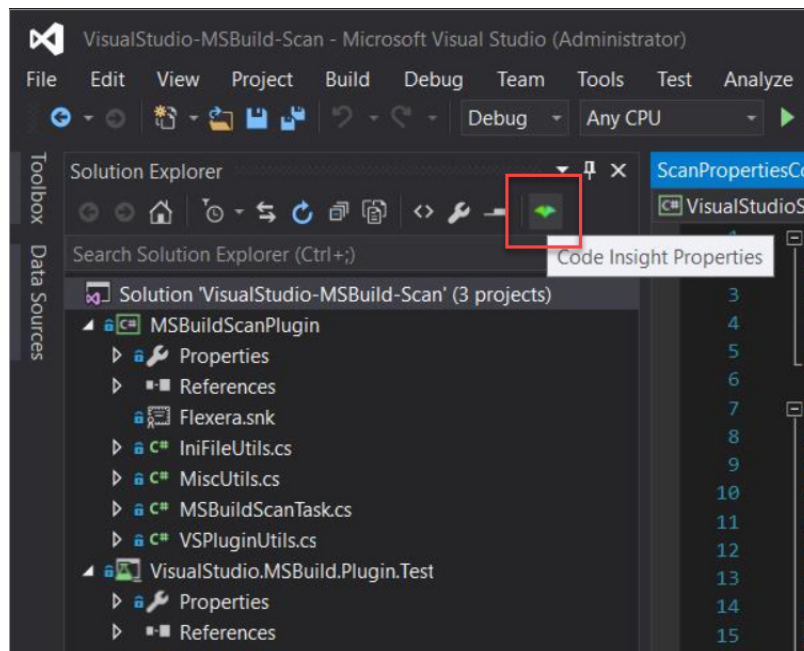 VisualStudio-MSBuild-Scan - Microsoft Visual Studio (Administrator)
File Edit View Project Build Debug Team Tools Test Analyze
Debug Any CPU
Toolbox
Data Sources
Solution Explorer
Search Solution Explorer (Ctrl+;)
Code Insight Properties
Solution 'VisualStudio-MSBuild-Scan' (3 projects)
C# MSBuildScanPlugin
Properties
References
Flexera.snk
C# IniFileUtils.cs
C# MiscUtils.cs
C# MSBuildScanTask.cs
C# VSPluginUtils.cs
VisualStudio.MSBuild.Plugin.Test
Properties
References
ScanPropertiesCo
C# VisualStudioS
3
4
5
6
7
8
9
10
11
12
13
14
15